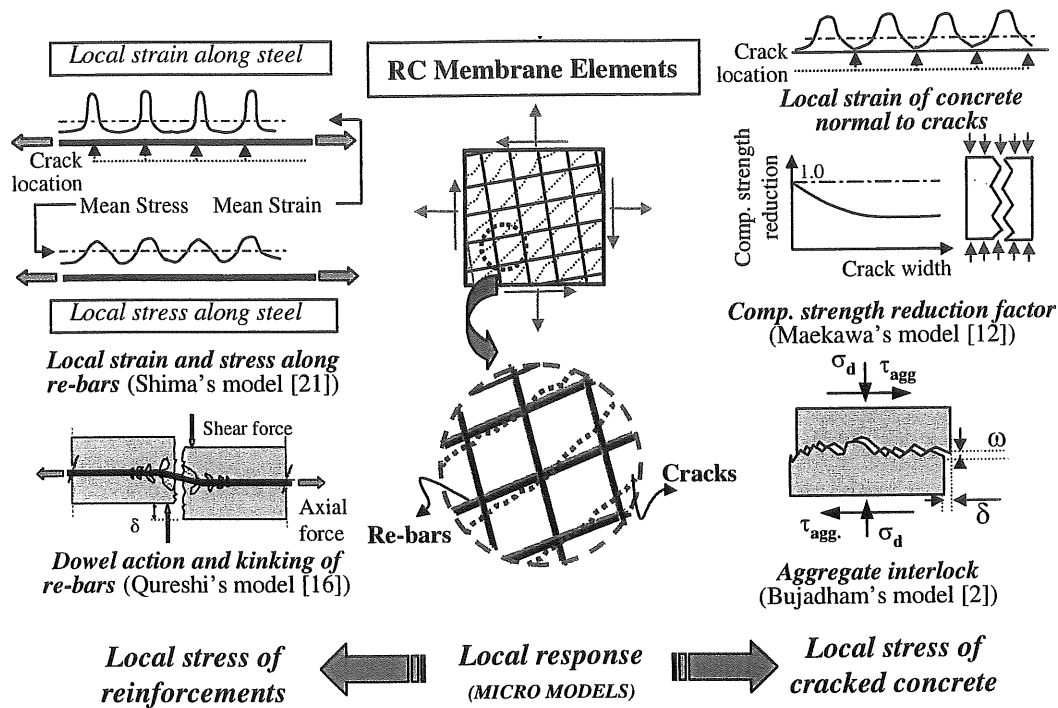 Local strain along steel
Crack
location
Mean Stress
Mean Strain
Local stress along steel
Local strain and stress along
re-bars (Shima's model [21])
Shear force
δ
Axial
force
Dowel action and kinking of
re-bars (Qureshi's model [16])
RC Membrane Elements
Re-bars
Cracks
Crack
location
Local strain of concrete
normal to cracks
Comp. strength
reduction
1.0
Crack width
Comp. strength reduction factor
(Maekawa's model [12])
σd
τagg
ω
δ
τagg.
σd
Aggregate interlock
(Bujadham's model [2])
Local stress of
reinforcements
Local response
(MICRO MODELS)
Local stress of
cracked concrete